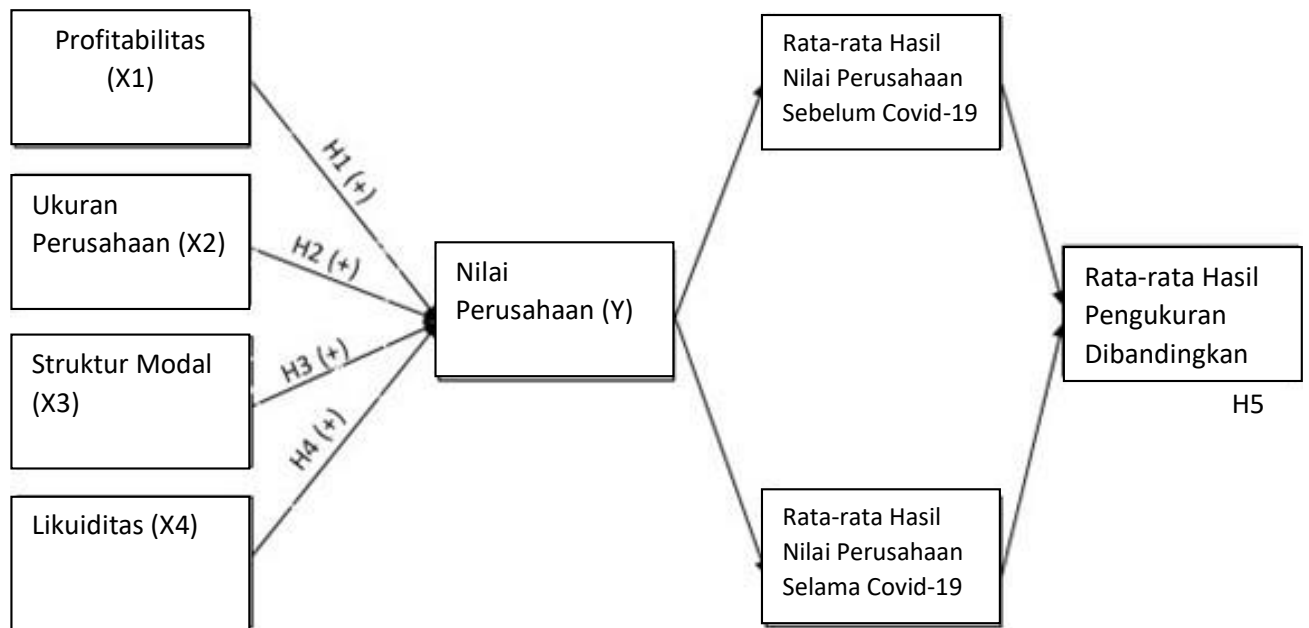 Profitabilitas
(X1)
Ukuran
Perusahaan (X2)
Struktur Modal
(X3)
Likuiditas (X4)
H1 (+)
H2 (+)
H3 (+)
H4 (+)
Nilai
Perusahaan (Y)
Rata-rata Hasil
Nilai Perusahaan
Sebelum Covid-19
Rata-rata Hasil
Nilai Perusahaan
Selama Covid-19
Rata-rata Hasil
Pengukuran
Dibandingkan
H5